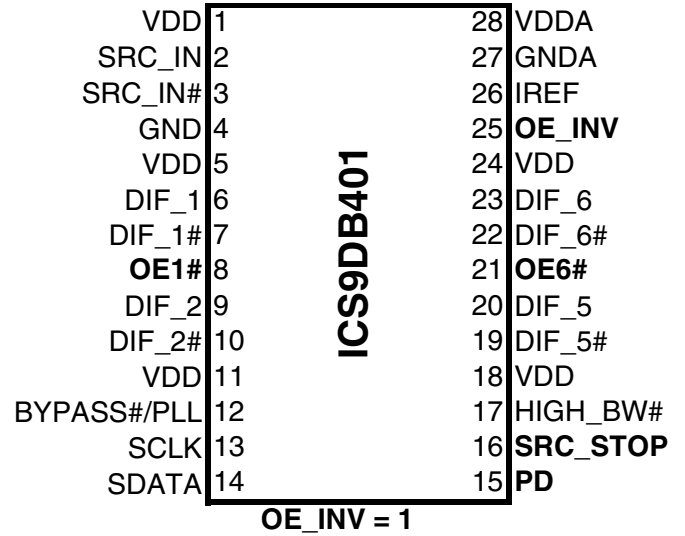 VDD 1 28 VDDA
SRC_IN 2 27 GNDA
SRC_IN# 3 26 IREF
GND 4 25 OE_INV
VDD 5 24 VDD
DIF_1 6 23 DIF_6
DIF_1# 7 22 DIF_6#
OE1# 8 21 OE6#
DIF_2 9 20 DIF_5
DIF_2# 10 19 DIF_5#
VDD 11 18 VDD
BYPASS#/PLL 12 17 HIGH_BW#
SCLK 13 16 SRC_STOP
SDATA 14 15 PD
ICS9DB401
OE_INV = 1